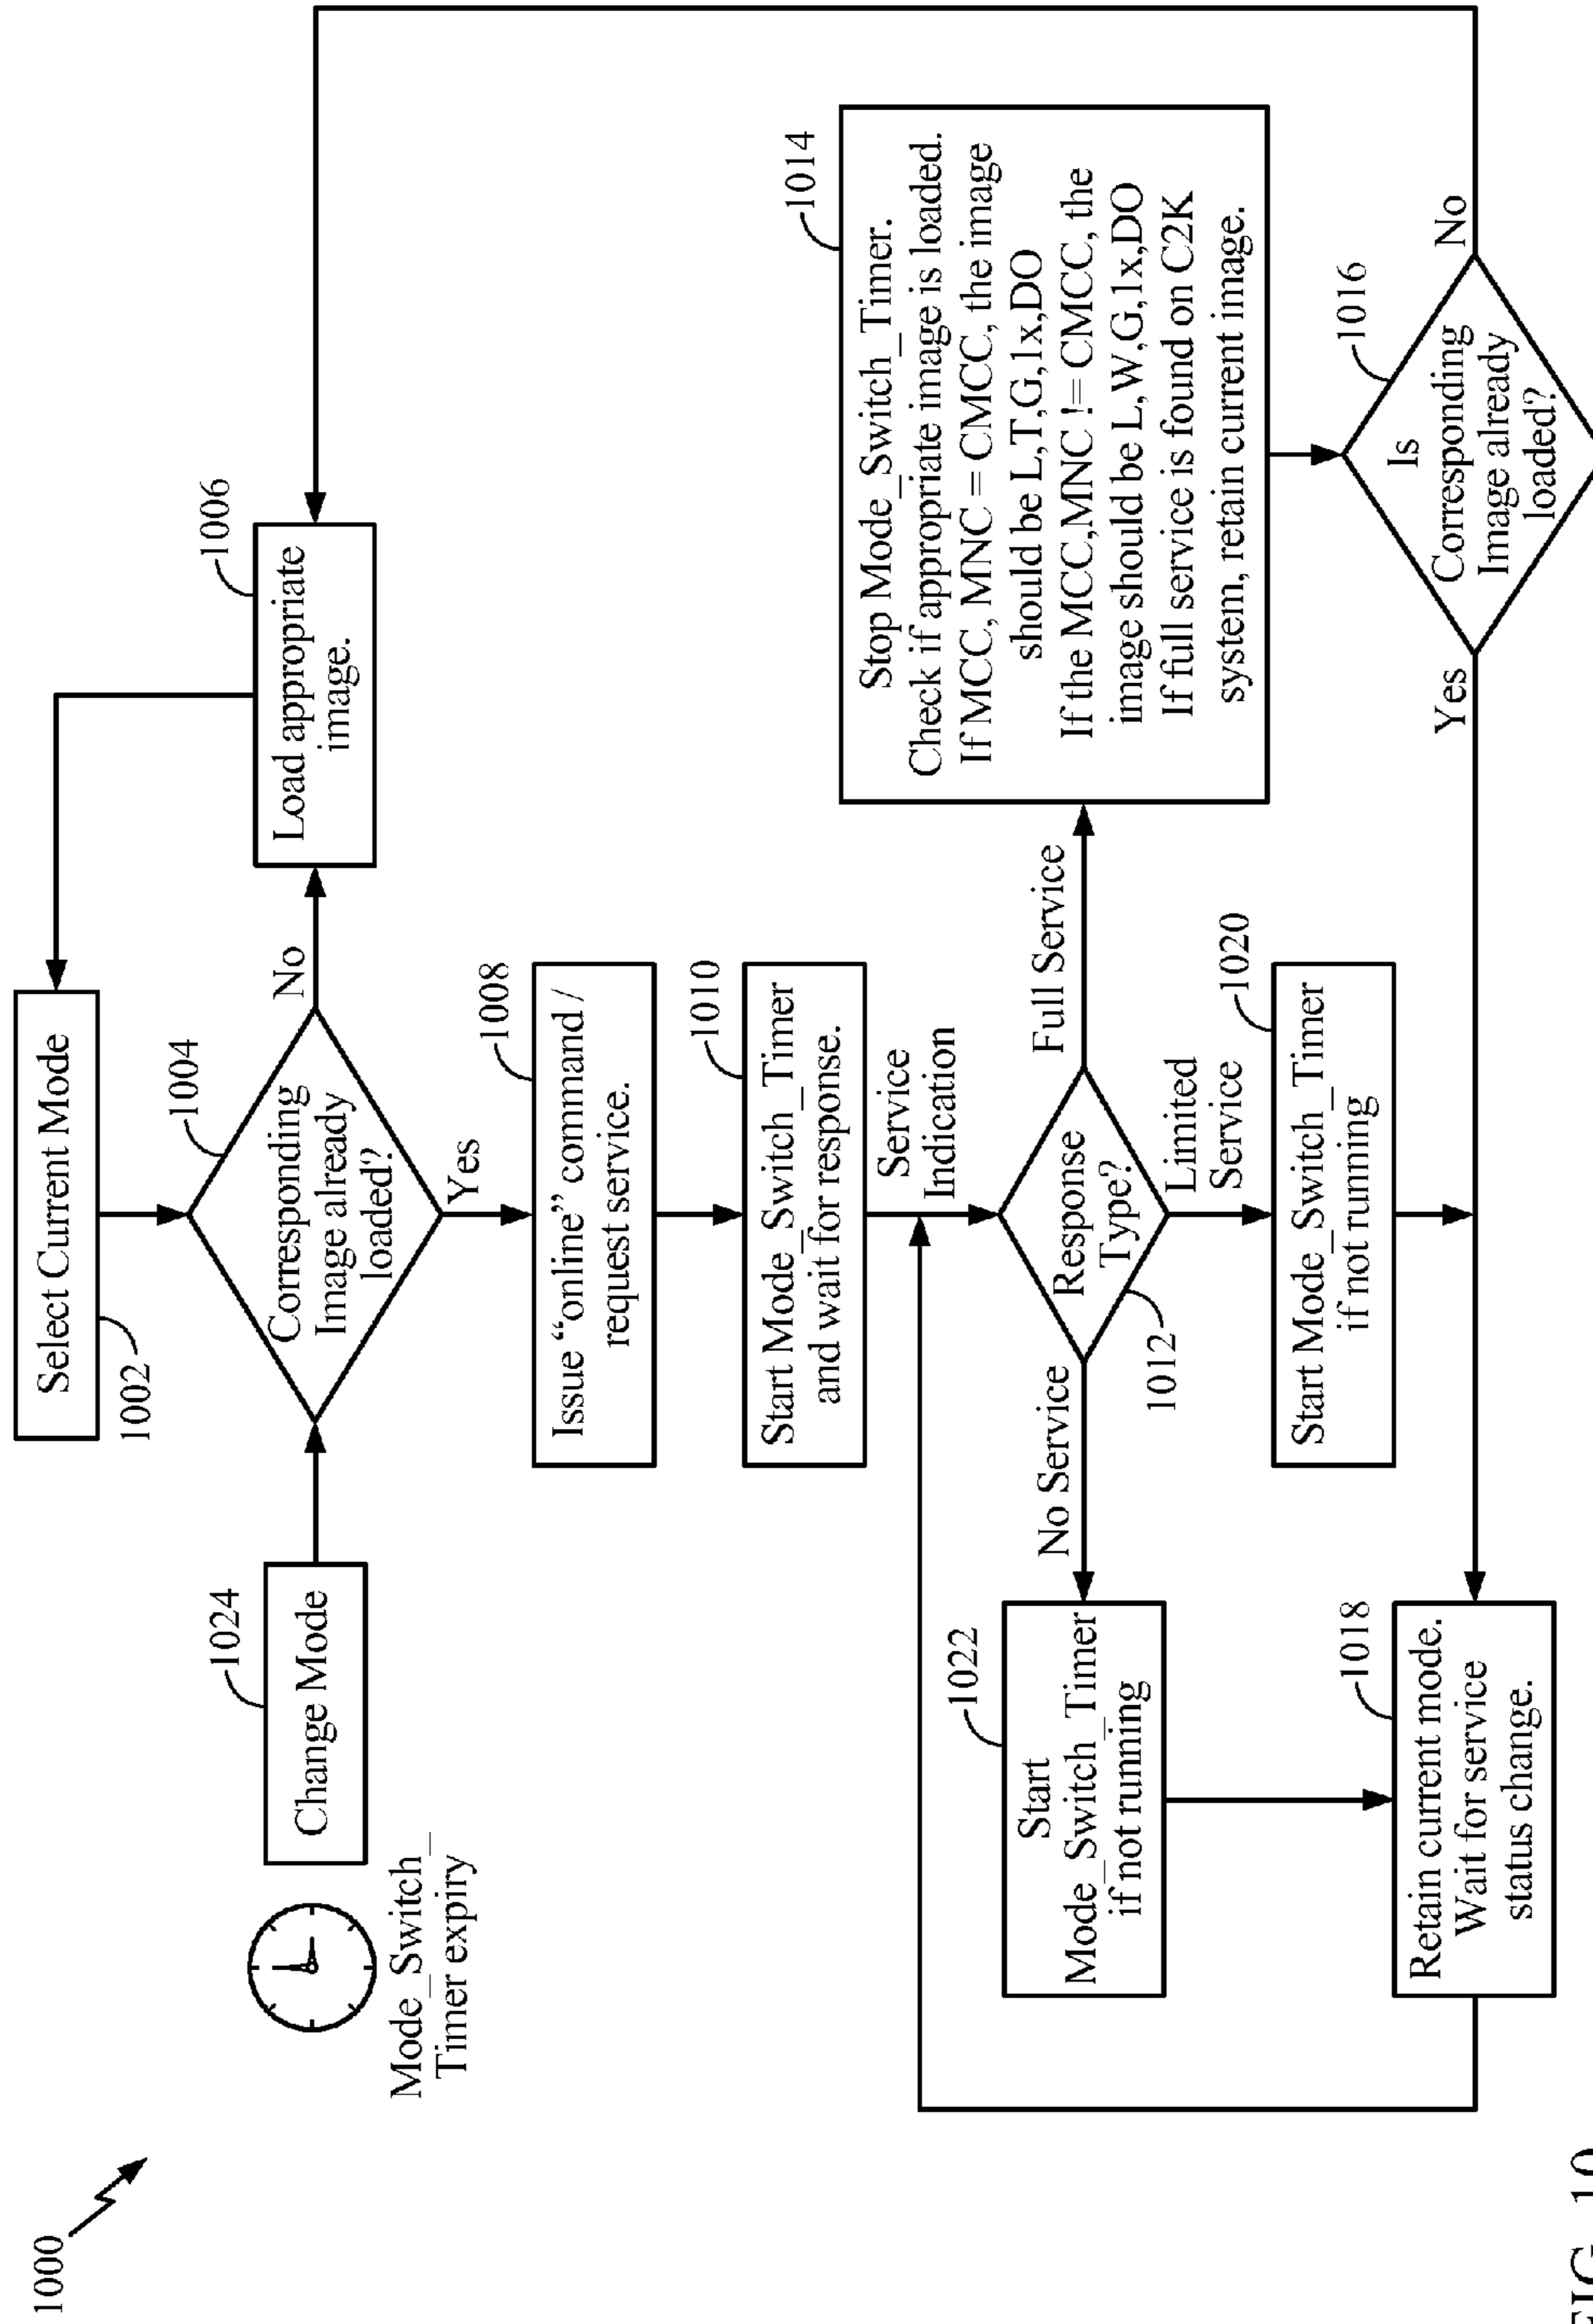 1000
Select Current Mode
1002
Mode_Switch_
Timer expiry
Change Mode
1024
Corresponding
Image already
loaded?
1004
No
Load appropriate
image.
1006
Yes
Issue “online” command /
request service.
1008
Start Mode_Switch_Timer
and wait for response.
1010
Service
Indication
Response
Type?
1012
No Service
Full Service
Limited
Service
Start
Mode_Switch_Timer
if not running
1022
Stop Mode_Switch_Timer.
Check if appropriate image is loaded.
If MCC, MNC = CMCC, the image
should be L,T,G,1x,DO
If the MCC,MNC != CMCC, the
image should be L,W,G,1x,DO
If full service is found on C2K
system, retain current image.
1014
Start Mode_Switch_Timer
if not running
1020
Retain current mode.
Wait for service
status change.
1018
Yes
Is
Corresponding
Image already
loaded?
1016
No
FIG. 10